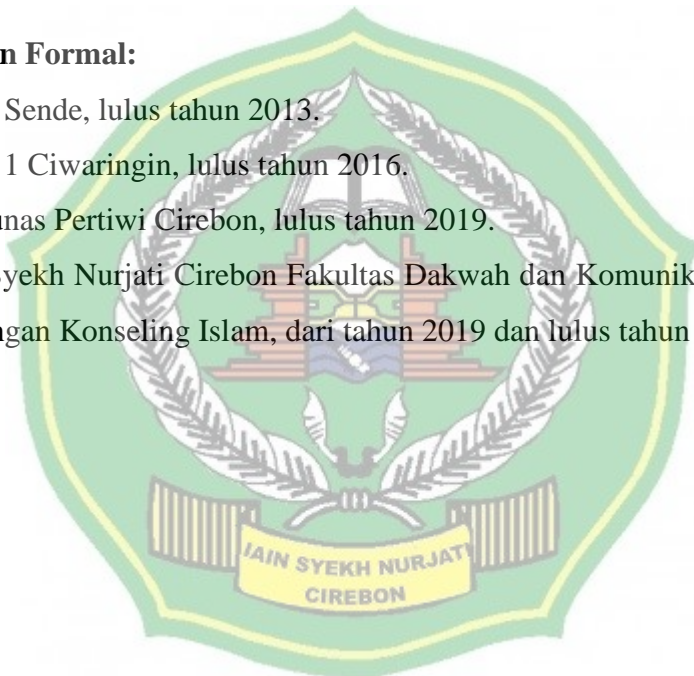 n Formal:
Sende, lulus tahun 2013.
1 Ciwaringin, lulus tahun 2016.
unas Pertiwi Cirebon, lulus tahun 2019.
Syekh Nurjati Cirebon Fakultas Dakwah dan Komunik
ngan Konseling Islam, dari tahun 2019 dan lulus tahun
IAIN SYEKH NURJATI
CIREBON